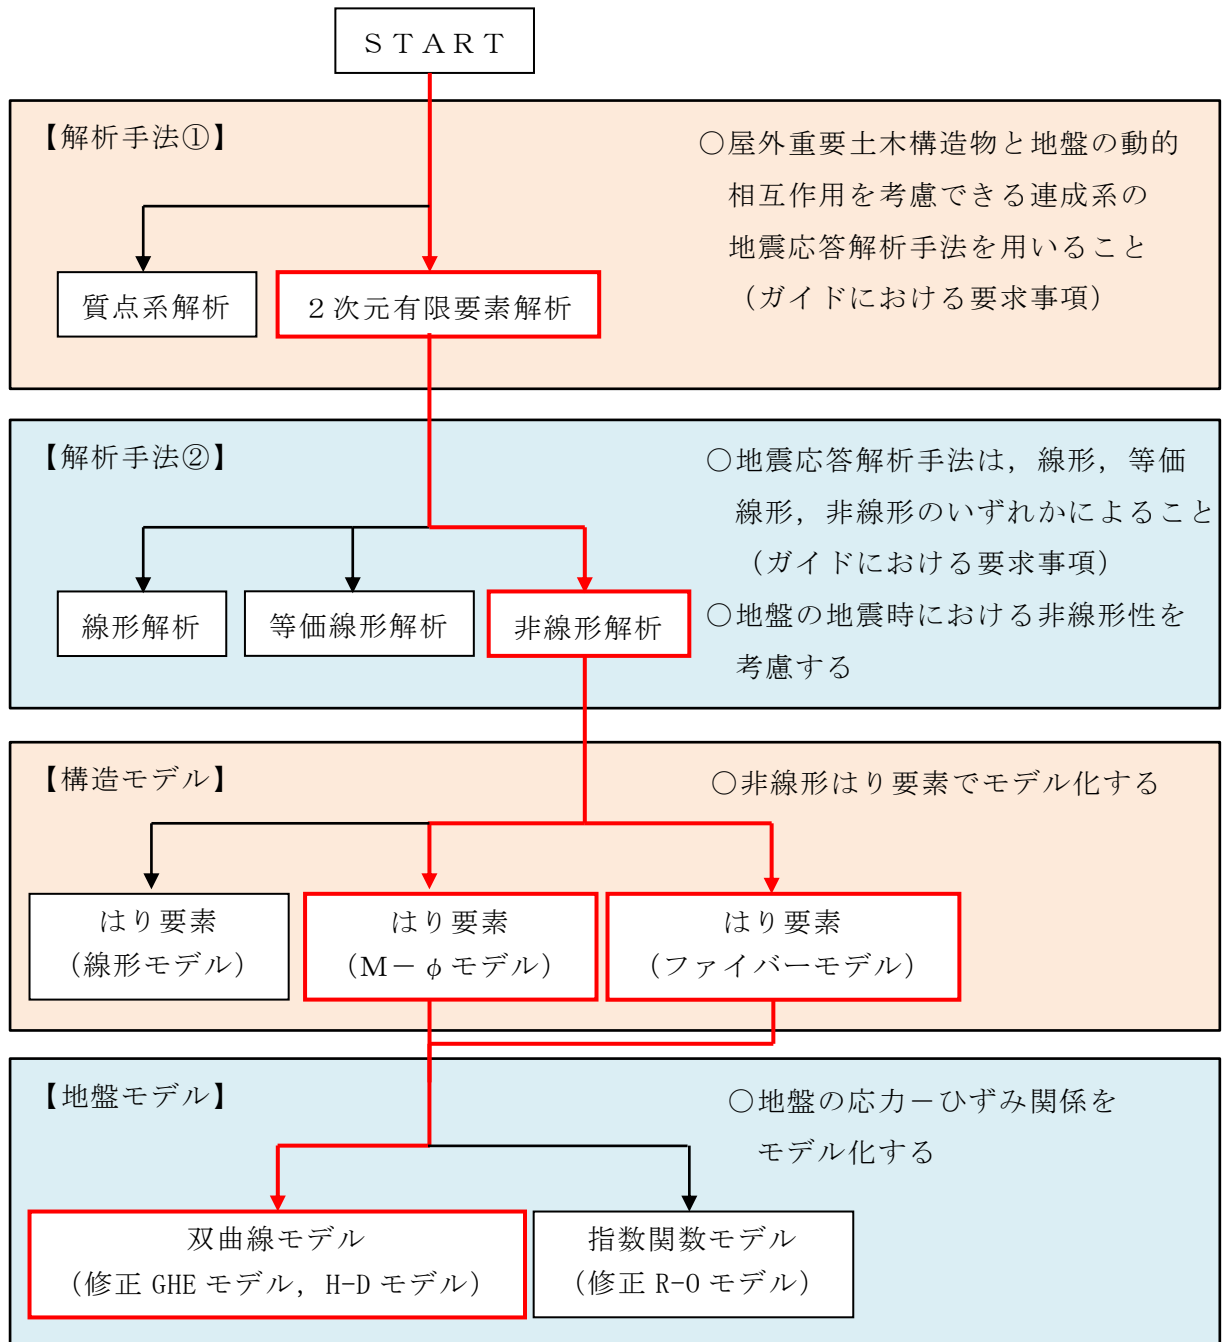 ＳＴＡＲＴ
【解析手法①】
○屋外重要土木構造物と地盤の動的
相互作用を考慮できる連成系の
地震応答解析手法を用いること
（ガイドにおける要求事項）
質点系解析
２次元有限要素解析
【解析手法②】
○地震応答解析手法は，線形，等価
線形，非線形のいずれかによること
（ガイドにおける要求事項）
○地盤の地震時における非線形性を
考慮する
線形解析
等価線形解析
非線形解析
【構造モデル】
○非線形はり要素でモデル化する
はり要素
（線形モデル）
はり要素
（Ｍ－φモデル）
はり要素
（ファイバーモデル）
【地盤モデル】
○地盤の応力－ひずみ関係を
モデル化する
双曲線モデル
（修正 GHE モデル，H-D モデル）
指数関数モデル
（修正 R-O モデル）